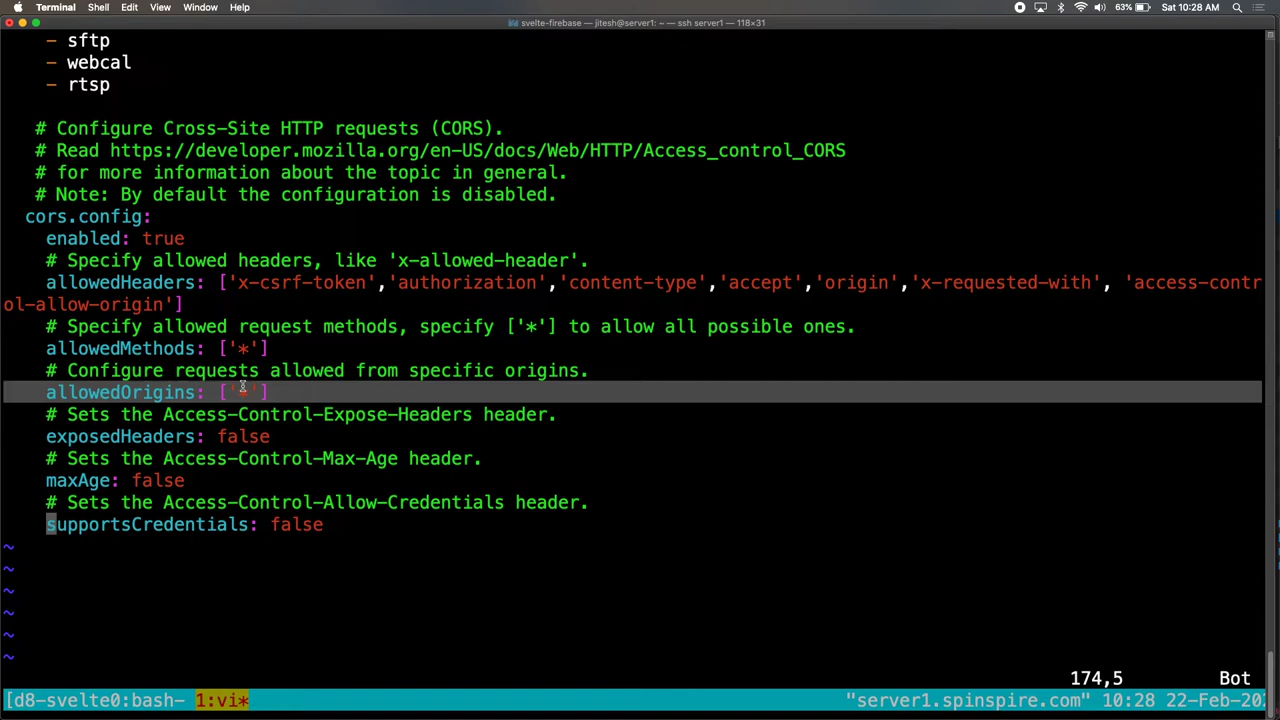 Terminal Shell Edit View Window Help 63% Sat 10:28 AM
svelte-firebase — jitesh@server1: ~ — ssh server1 — 118×31
- sftp
- webcal
- rtsp
# Configure Cross-Site HTTP requests (CORS).
# Read https://developer.mozilla.org/en-US/docs/Web/HTTP/Access_control_CORS
# for more information about the topic in general.
# Note: By default the configuration is disabled.
cors.config:
enabled: true
# Specify allowed headers, like 'x-allowed-header'.
allowedHeaders: ['x-csrf-token','authorization','content-type','accept','origin','x-requested-with', 'access-contr
ol-allow-origin']
# Specify allowed request methods, specify ['*'] to allow all possible ones.
allowedMethods: ['*']
# Configure requests allowed from specific origins.
allowedOrigins: ['*']
# Sets the Access-Control-Expose-Headers header.
exposedHeaders: false
# Sets the Access-Control-Max-Age header.
maxAge: false
# Sets the Access-Control-Allow-Credentials header.
supportsCredentials: false
~
~
~
~
~
~
174,5 Bot
[d8-svelte0:bash- 1:vi* "server1.spinspire.com" 10:28 22-Feb-202